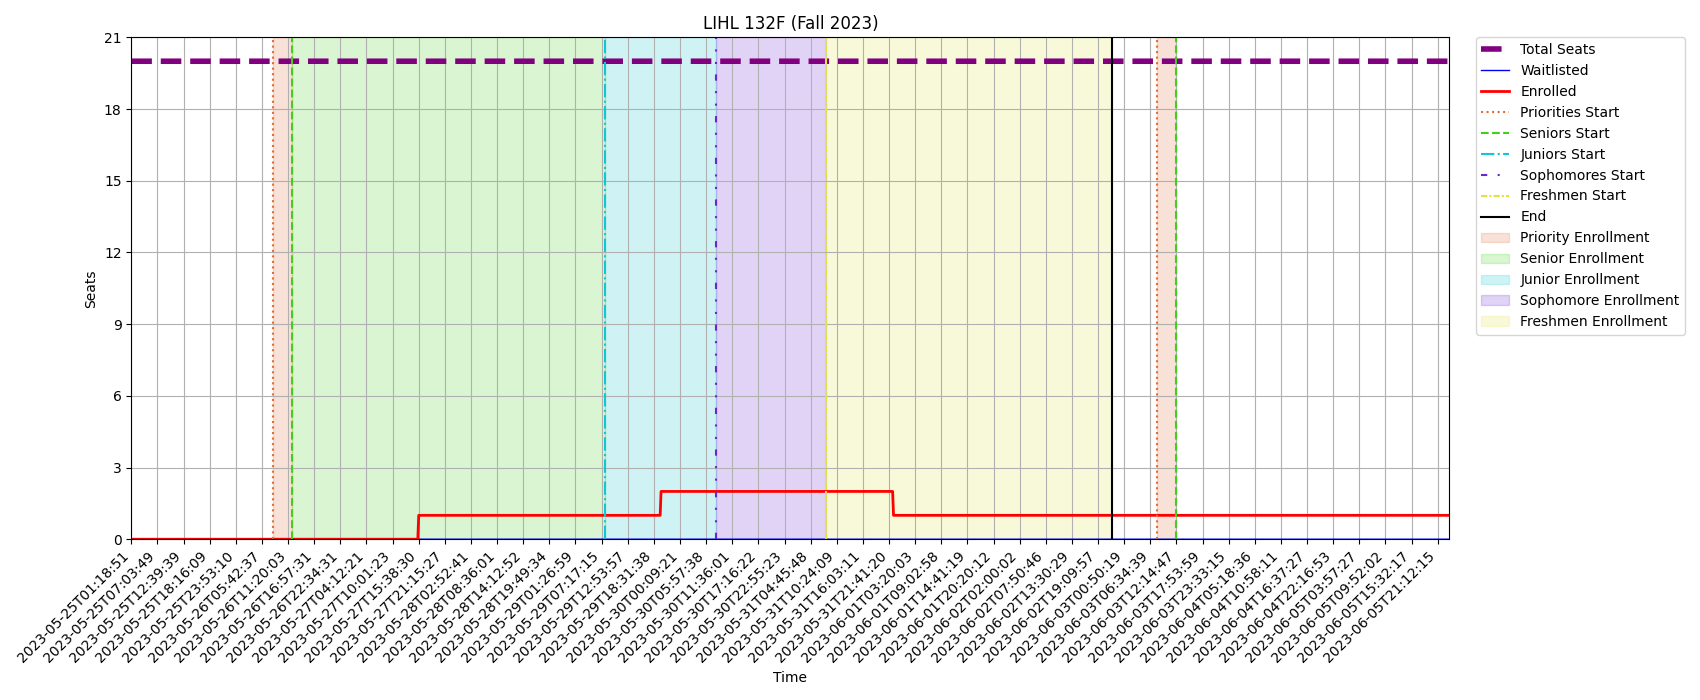 LIHL 132F (Fall 2023)
21
18
15
12
9
6
3
0
Seats
2023-05-25T01:18:51
2023-05-25T07:03:49
2023-05-25T12:39:39
2023-05-25T18:16:09
2023-05-25T23:53:10
2023-05-26T05:42:37
2023-05-26T11:20:03
2023-05-26T16:57:31
2023-05-26T22:34:31
2023-05-27T04:12:21
2023-05-27T10:01:23
2023-05-27T15:38:30
2023-05-27T21:15:27
2023-05-28T02:52:41
2023-05-28T08:36:01
2023-05-28T14:12:52
2023-05-28T19:49:34
2023-05-29T01:26:59
2023-05-29T07:17:15
2023-05-29T12:53:57
2023-05-29T18:31:38
2023-05-30T00:09:21
2023-05-30T05:57:38
2023-05-30T11:36:01
2023-05-30T17:16:22
2023-05-30T22:55:23
2023-05-31T04:45:48
2023-05-31T10:24:09
2023-05-31T16:03:11
2023-05-31T21:41:20
2023-06-01T03:20:03
2023-06-01T09:02:58
2023-06-01T14:41:19
2023-06-01T20:20:12
2023-06-02T02:00:02
2023-06-02T07:50:46
2023-06-02T13:30:29
2023-06-02T19:09:57
2023-06-03T00:50:19
2023-06-03T06:34:39
2023-06-03T12:14:47
2023-06-03T17:53:59
2023-06-03T23:33:15
2023-06-04T05:18:36
2023-06-04T10:58:11
2023-06-04T16:37:27
2023-06-04T22:16:53
2023-06-05T03:57:27
2023-06-05T09:52:02
2023-06-05T15:32:17
2023-06-05T21:12:15
Time
Total Seats
Waitlisted
Enrolled
Priorities Start
Seniors Start
Juniors Start
Sophomores Start
Freshmen Start
End
Priority Enrollment
Senior Enrollment
Junior Enrollment
Sophomore Enrollment
Freshmen Enrollment